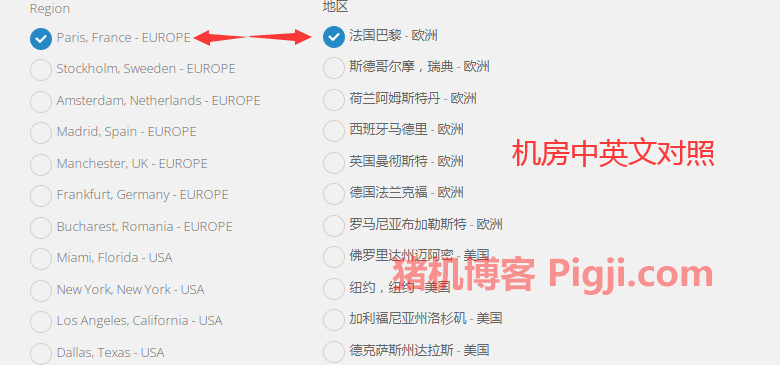 Region
Paris, France - EUROPE
Stockholm, Sweeden - EUROPE
Amsterdam, Netherlands - EUROPE
Madrid, Spain - EUROPE
Manchester, UK - EUROPE
Frankfurt, Germany - EUROPE
Bucharest, Romania - EUROPE
Miami, Florida - USA
New York, New York - USA
Los Angeles, California - USA
Dallas, Texas - USA
地区
法国巴黎 - 欧洲
斯德哥尔摩，瑞典 - 欧洲
荷兰阿姆斯特丹 - 欧洲
西班牙马德里 - 欧洲
英国曼彻斯特 - 欧洲
德国法兰克福 - 欧洲
罗马尼亚布加勒斯特 - 欧洲
佛罗里达州迈阿密 - 美国
纽约，纽约 - 美国
加利福尼亚州洛杉矶 - 美国
德克萨斯州达拉斯 - 美国
机房中英文对照
猪机博客 Pigji.com